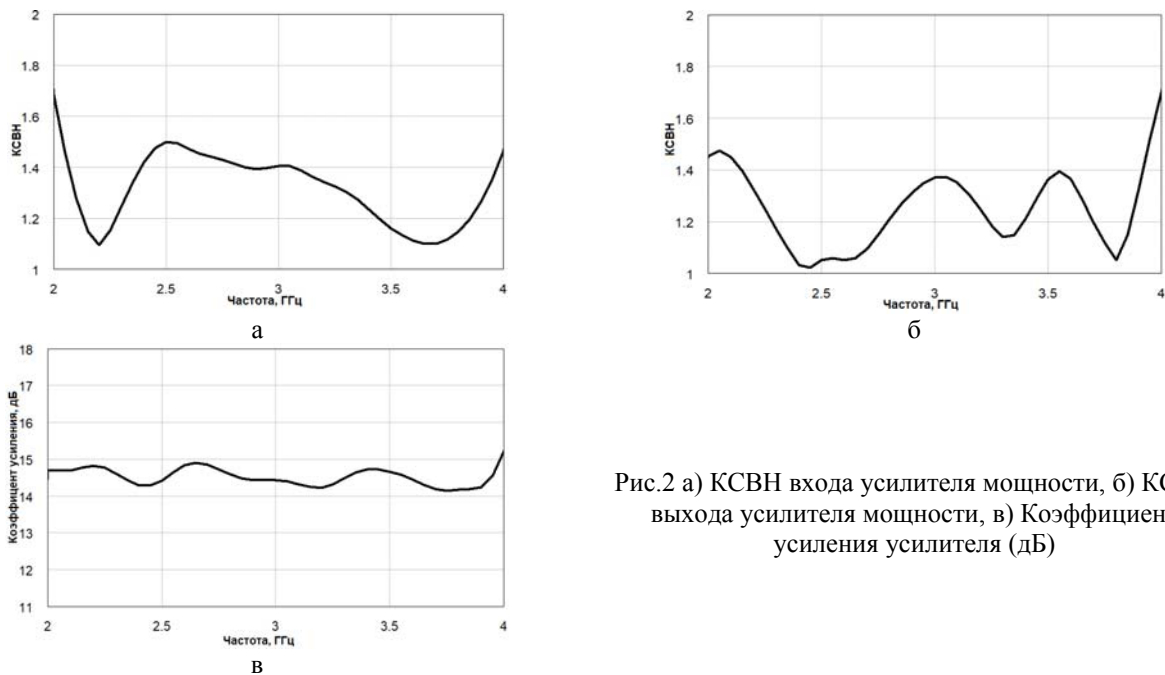 2
1.8
1.6
КСВН
1.4
1.2
1
2 2.5 3 3.5 4
Частота, ГГц
а
2
1.8
1.6
КСВН
1.4
1.2
1
2 2.5 3 3.5 4
Частота, ГГц
б
18
17
16
15
14
13
12
11
Коэффицент усиления, дБ
2 2.5 3 3.5 4
Частота, ГГц
в
Рис.2 а) КСВН входа усилителя мощности, б)
выхода усилителя мощности, в)
усиления усилителя (дБ)